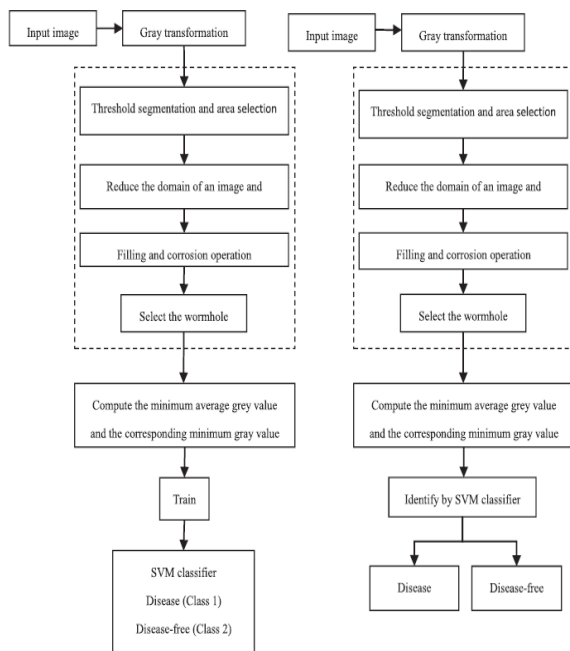 Input image
Gray transformation
Threshold segmentation and area selection
Reduce the domain of an image and
Filling and corrosion operation
Select the wormhole
Compute the minimum average grey value
and the corresponding minimum gray value
Train
SVM classifier
Disease (Class 1)
Disease-free (Class 2)
Input image
Gray transformation
Threshold segmentation and area selection
Reduce the domain of an image and
Filling and corrosion operation
Select the wormhole
Compute the minimum average grey value
and the corresponding minimum gray value
Identify by SVM classifier
Disease
Disease-free